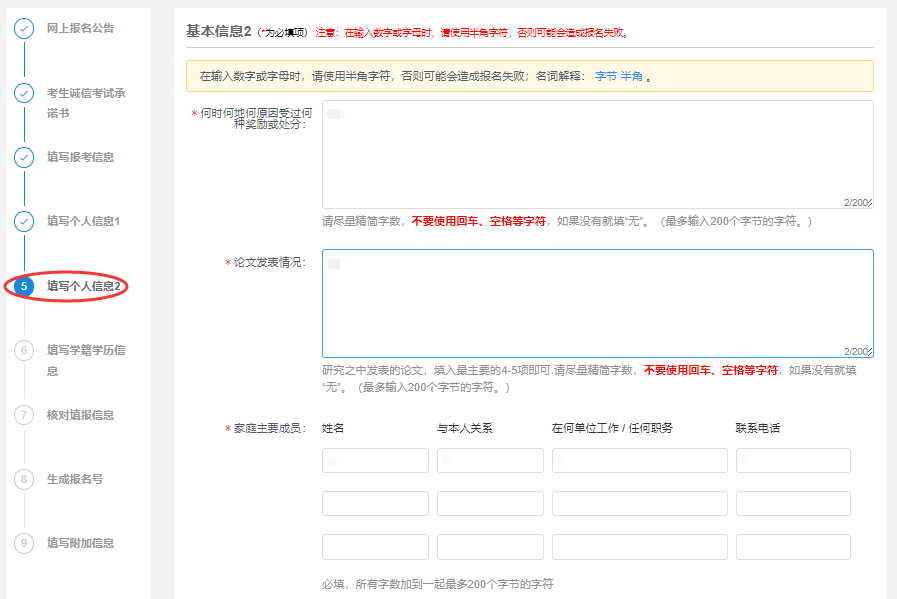 网上报名公告
考生诚信考试承
诺书
填写报考信息
填写个人信息1
5 填写个人信息2
6 填写学籍学历信
息
7 核对填报信息
8 生成报名号
9 填写附加信息
基本信息2（*为必填项）注意：在输入数字或字母时，请使用半角字符，否则可能会造成报名失败。
在输入数字或字母时，请使用半角字符，否则可能会造成报名失败；名词解释： 字节 半角 。
* 何时何地何原因受过何
种奖励或处分：
2/200
请尽量精简字数，不要使用回车、空格等字符，如果没有就填“无”。（最多输入200个字节的字符。）
* 论文发表情况：
2/200
研究之中发表的论文，填入最主要的4-5项即可.请尽量精简字数，不要使用回车、空格等字符，如果没有就填
“无”。（最多输入200个字节的字符。）
* 家庭主要成员： 姓名 与本人关系 在何单位工作 / 任何职务 联系电话
必填，所有字数加到一起最多200个字节的字符